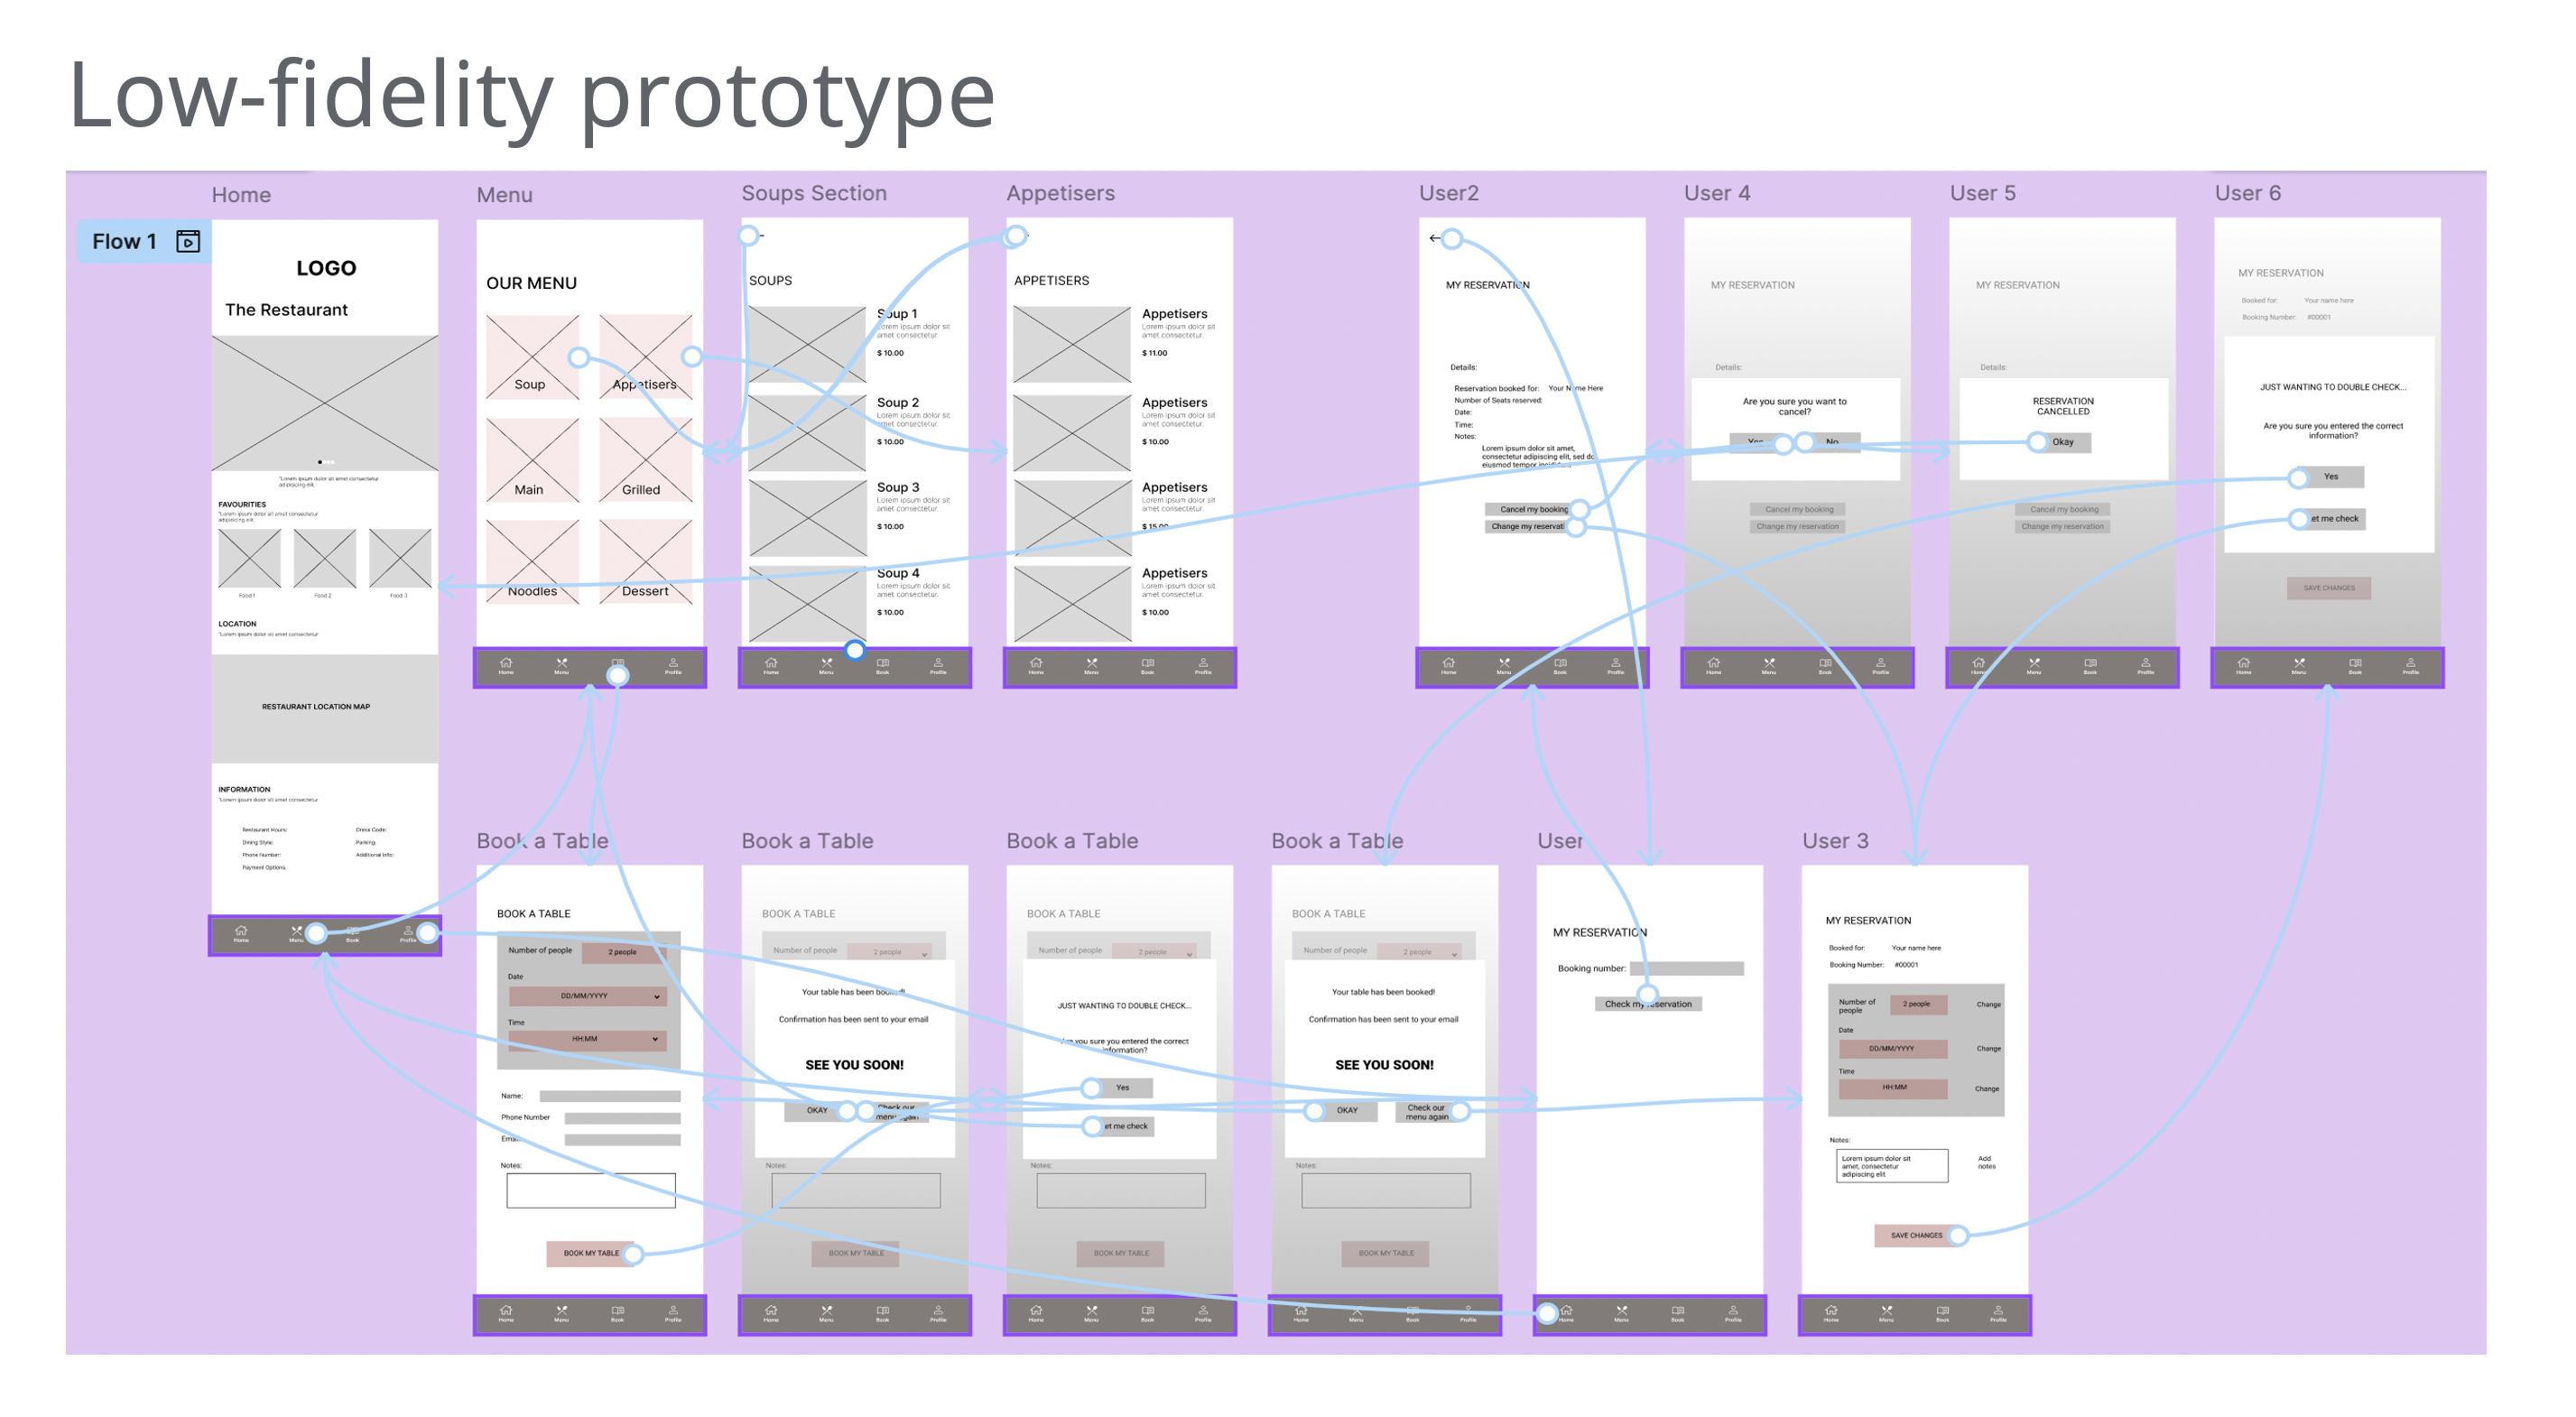 Low-fidelity prototype
Home
Menu
Soups Section
Appetisers
User2
User 4
User 5
User 6
Flow 1
LOGO
The Restaurant
"Lorem ipsum dolor sit amet consectetur
adipiscing elit.
FAVOURITIES
"Lorem ipsum dolor sit amet consectetur
adipiscing elit.
Food 1
Food 2
Food 3
LOCATION
"Lorem ipsum dolor sit amet consectetur
RESTAURANT LOCATION MAP
INFORMATION
"Lorem ipsum dolor sit amet consectetur
Restaurant Hours:
Dress Code:
Dining Style:
Parking:
Phone Number:
Additional Info:
Payment Options:
Home
Menu
Book
Profile
OUR MENU
Soup
Appetisers
Main
Grilled
Noodles
Dessert
Home
Menu
Profile
SOUPS
Soup 1
Lorem ipsum dolor sit
amet consectetur.
$ 10.00
Soup 2
Lorem ipsum dolor sit
amet consectetur.
$ 10.00
Soup 3
Lorem ipsum dolor sit
amet consectetur.
$ 10.00
Soup 4
Lorem ipsum dolor sit
amet consectetur.
$ 10.00
Home
Menu
Book
Profile
APPETISERS
Appetisers
Lorem ipsum dolor sit
amet consectetur.
$ 11.00
Appetisers
Lorem ipsum dolor sit
amet consectetur.
$ 10.00
Appetisers
Lorem ipsum dolor sit
amet consectetur.
$ 15.00
Appetisers
Lorem ipsum dolor sit
amet consectetur.
$ 10.00
Home
Menu
Book
Profile
MY RESERVATION
Details:
Reservation booked for: Your Name Here
Number of Seats reserved:
Date:
Time:
Notes:
Lorem ipsum dolor sit amet,
consectetur adipiscing elit, sed do
eiusmod tempor
Cancel my booking
Change my reservati
Home
Menu
Book
Profile
MY RESERVATION
Details:
Are you sure you want to
cancel?
Yes
No
Cancel my booking
Change my reservation
Home
Menu
Book
Profile
MY RESERVATION
Details:
RESERVATION
CANCELLED
Okay
Cancel my booking
Change my reservation
Home
Menu
Book
Profile
MY RESERVATION
Booked for: Your name here
Booking Number: #00001
JUST WANTING TO DOUBLE CHECK...
Are you sure you entered the correct
information?
Yes
et me check
SAVE CHANGES
Home
Menu
Book
Profile
Book a Table
Book a Table
Book a Table
Book a Table
User
User 3
BOOK A TABLE
Number of people
2 people
Date
DD/MM/YYYY
Time
HH:MM
Name:
Phone Number
Email:
Notes:
BOOK MY TABLE
Home
Menu
Book
Profile
BOOK A TABLE
Number of people
2 people
Your table has been booked!
Confirmation has been sent to your email
SEE YOU SOON!
OKAY
Check our
menu again
Notes:
BOOK MY TABLE
Home
Menu
Book
Profile
BOOK A TABLE
Number of people
2 people
JUST WANTING TO DOUBLE CHECK...
Are you sure you entered the correct
information?
Yes
et me check
Notes:
BOOK MY TABLE
Home
Menu
Book
Profile
BOOK A TABLE
Number of people
2 people
Your table has been booked!
Confirmation has been sent to your email
SEE YOU SOON!
OKAY
Check our
menu again
Notes:
BOOK MY TABLE
Home
Menu
Book
Profile
MY RESERVATION
Booking number:
Check my reservation
Home
Menu
Book
Profile
MY RESERVATION
Booked for: Your name here
Booking Number: #00001
Number of
people
2 people
Change
Date
DD/MM/YYYY
Change
Time
HH:MM
Change
Notes:
Lorem ipsum dolor sit
amet, consectetur
adipiscing elit
Add
notes
SAVE CHANGES
Home
Menu
Book
Profile